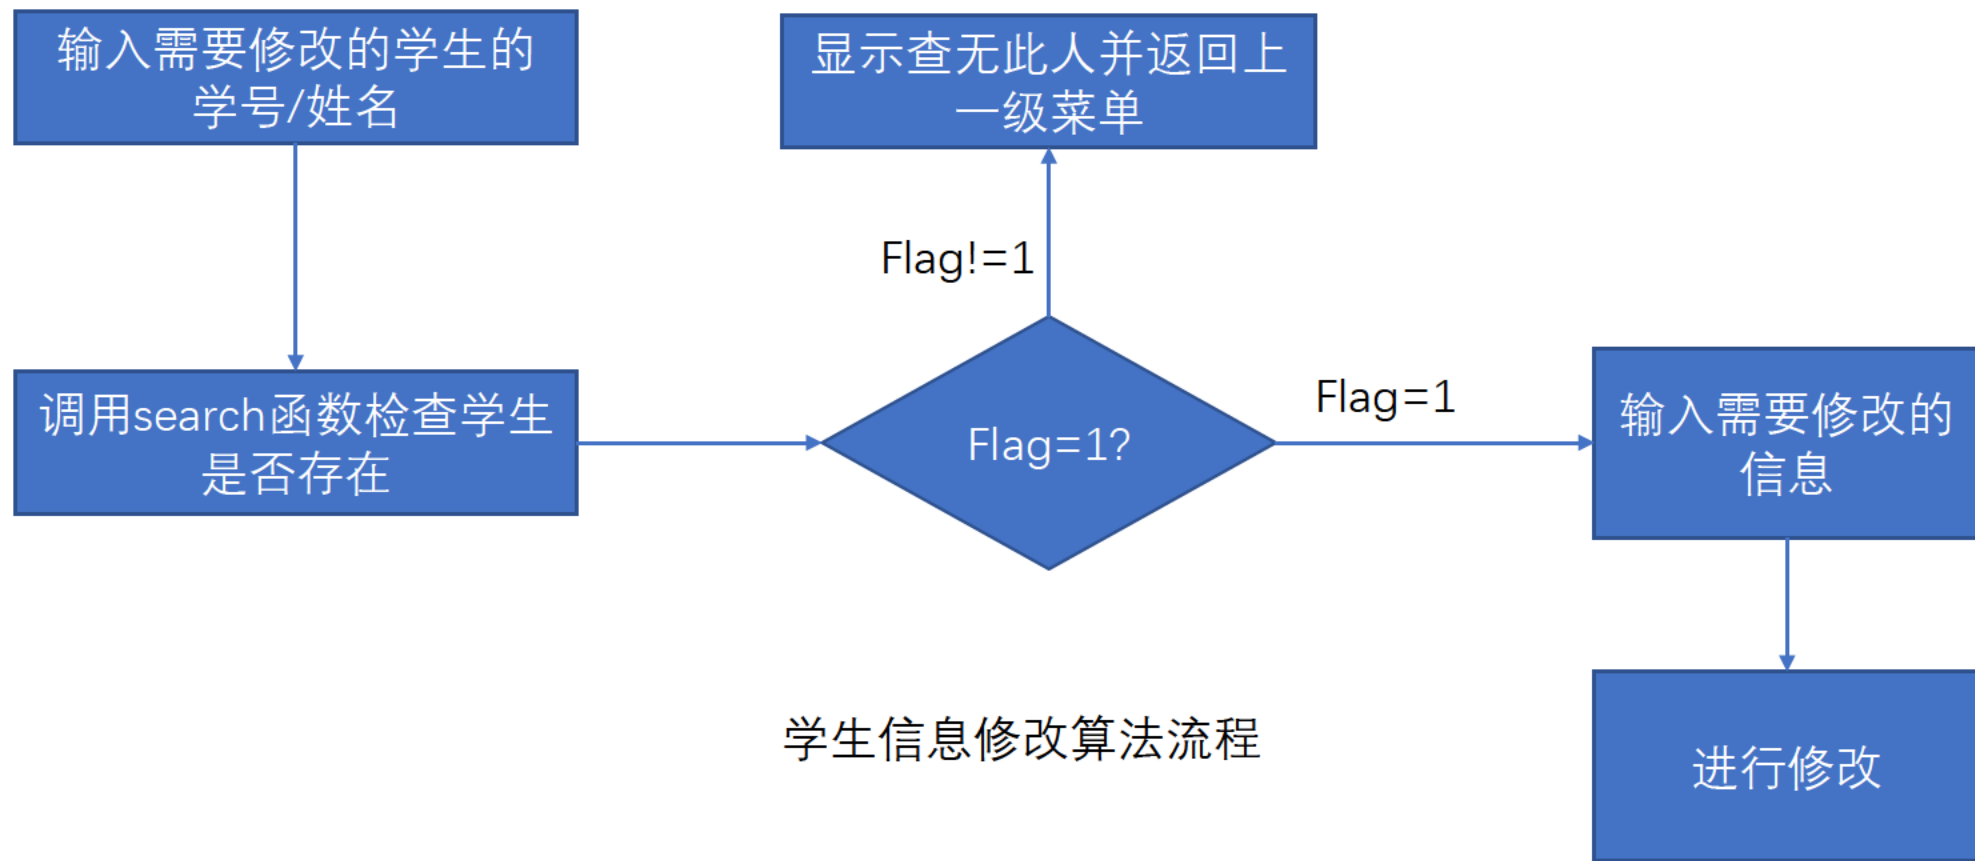 输入需要修改的学生的
学号/姓名
显示查无此人并返回上
一级菜单
Flag!=1
调用search函数检查学生
是否存在
Flag=1?
Flag=1
输入需要修改的
信息
学生信息修改算法流程
进行修改